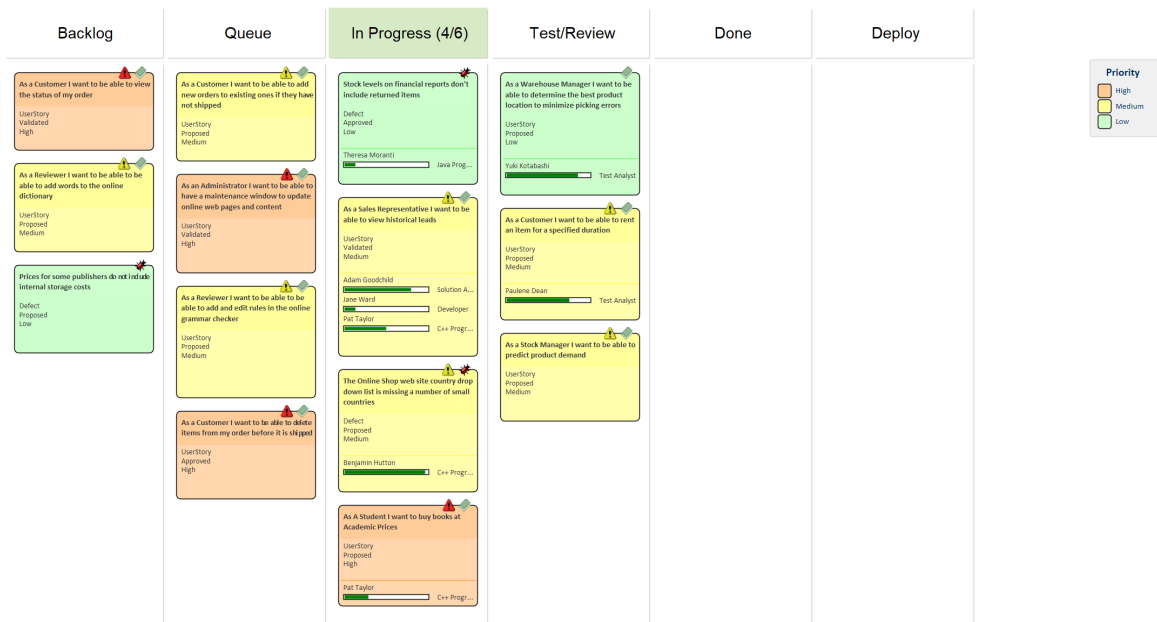 Backlog
Queue
In Progress (4/6)
Test/Review
Done
Deploy
As a Customer I want to be able to view
the status of my order
UserStory
Validated
High
As a Reviewer I want to be able to be
able to add words to the online
dictionary
UserStory
Proposed
Medium
Prices for some publishers do not include
internal storage costs
Defect
Proposed
Low
As a Customer I want to be able to add
new orders to existing ones if they have
not shipped
UserStory
Proposed
Medium
As an Administrator I want to be able to
have a maintenance window to update
online web pages and content
UserStory
Validated
High
As a Reviewer I want to be able to be
able to add and edit rules in the online
grammar checker
UserStory
Proposed
Medium
As a Customer I want to be able to delete
items from my order before it is shipped
UserStory
Approved
High
Stock levels on financial reports don't
include returned items
Defect
Approved
Low
Theresa Moranti
Java Prog...
As a Sales Representative I want to be
able to view historical leads
UserStory
Validated
Medium
Adam Goodchild
Solution A...
Jane Ward
Developer
Pat Taylor
C++ Progr...
The Online Shop web site country drop
down list is missing a number of small
countries
Defect
Proposed
Medium
Benjamin Hutton
C++ Progr...
As A Student I want to buy books at
Academic Prices
UserStory
Proposed
High
Pat Taylor
C++ Progr...
As a Warehouse Manager I want to be
able to determine the best product
location to minimize picking errors
UserStory
Proposed
Low
Yuki Kotabashi
Test Analyst
As a Customer I want to be able to rent
an item for a specified duration
UserStory
Proposed
Medium
Paulene Dean
Test Analyst
As a Stock Manager I want to be able to
predict product demand
UserStory
Proposed
Medium
Priority
High
Medium
Low